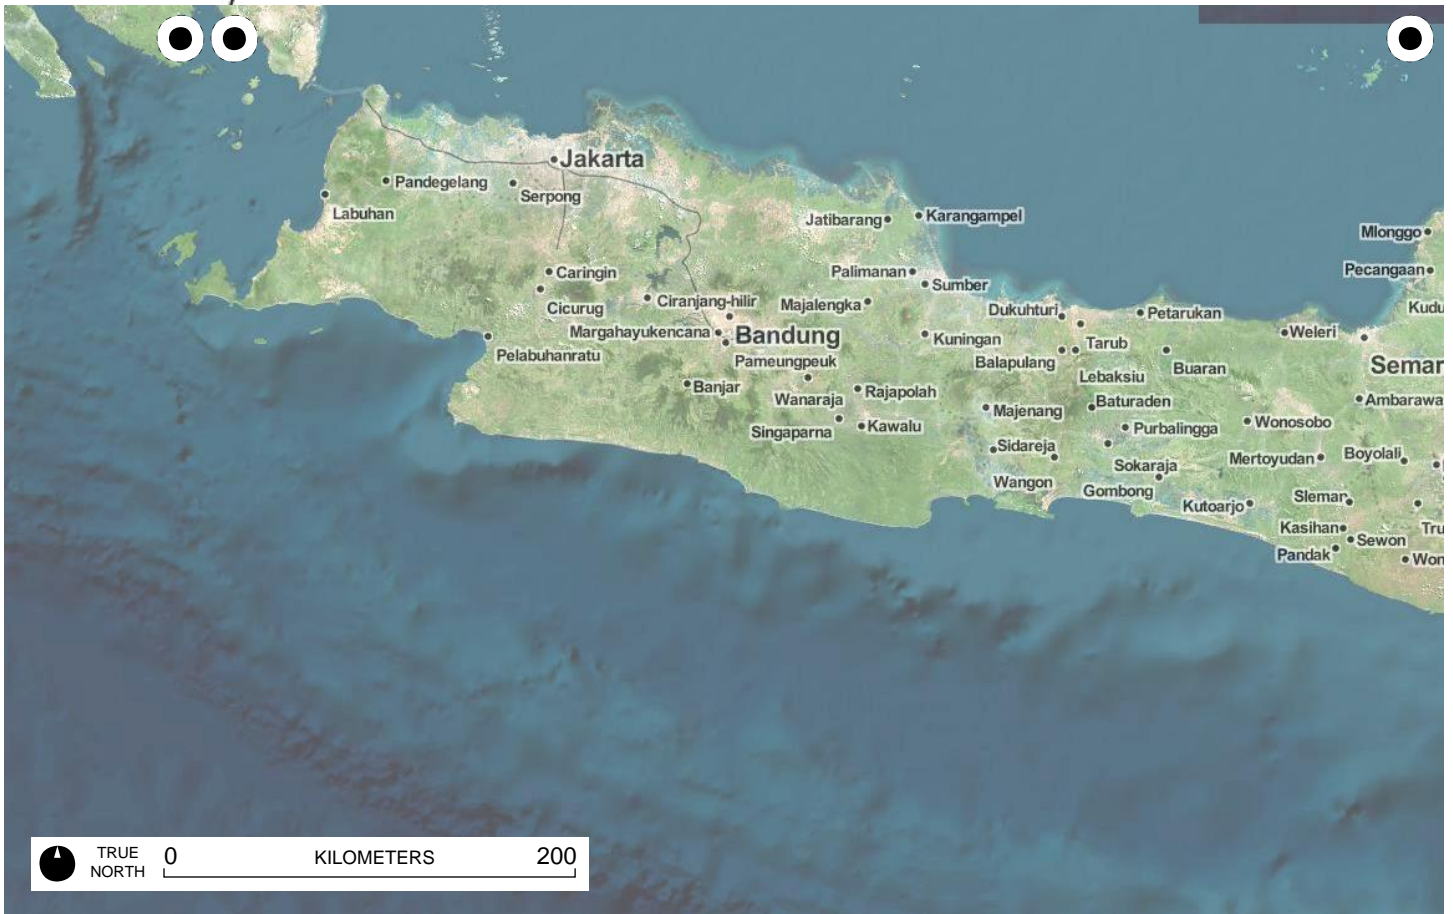 Jakarta
Pandegelang
Serpong
Labuhan
Jatibarang
Karangampel
Mlonggo
Caringin
Palimanan
Pecangaan
Sumber
Cicurug
Ciranjang-hilir
Majalengka
Dukuhturi
Petarukan
Kudu
Margahayukencana
Bandung
Kuningan
Weleri
Tarub
Pelabuhanratu
Pameungpeuk
Balapulang
Buaran
Semar
Lebaksiu
Banjar
Rajapolah
Wanaraja
Majenang
Baturaden
Ambarawa
Singaparna
Kawalu
Purbalingga
Wonosobo
Sidareja
Sokaraja
Mertoyudan
Boyolali
Wangon
Gombong
Kutoarjo
Sleman
Kasihan
Tru
Sewon
Pandak
Won
TRUE
NORTH
0 KILOMETERS 200